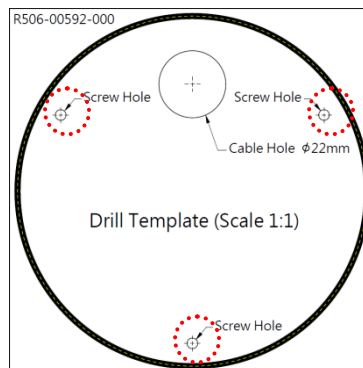 R506-00592-000
Screw Hole
Screw Hole
Cable Hole ϕ22mm
Drill Template (Scale 1:1)
Screw Hole